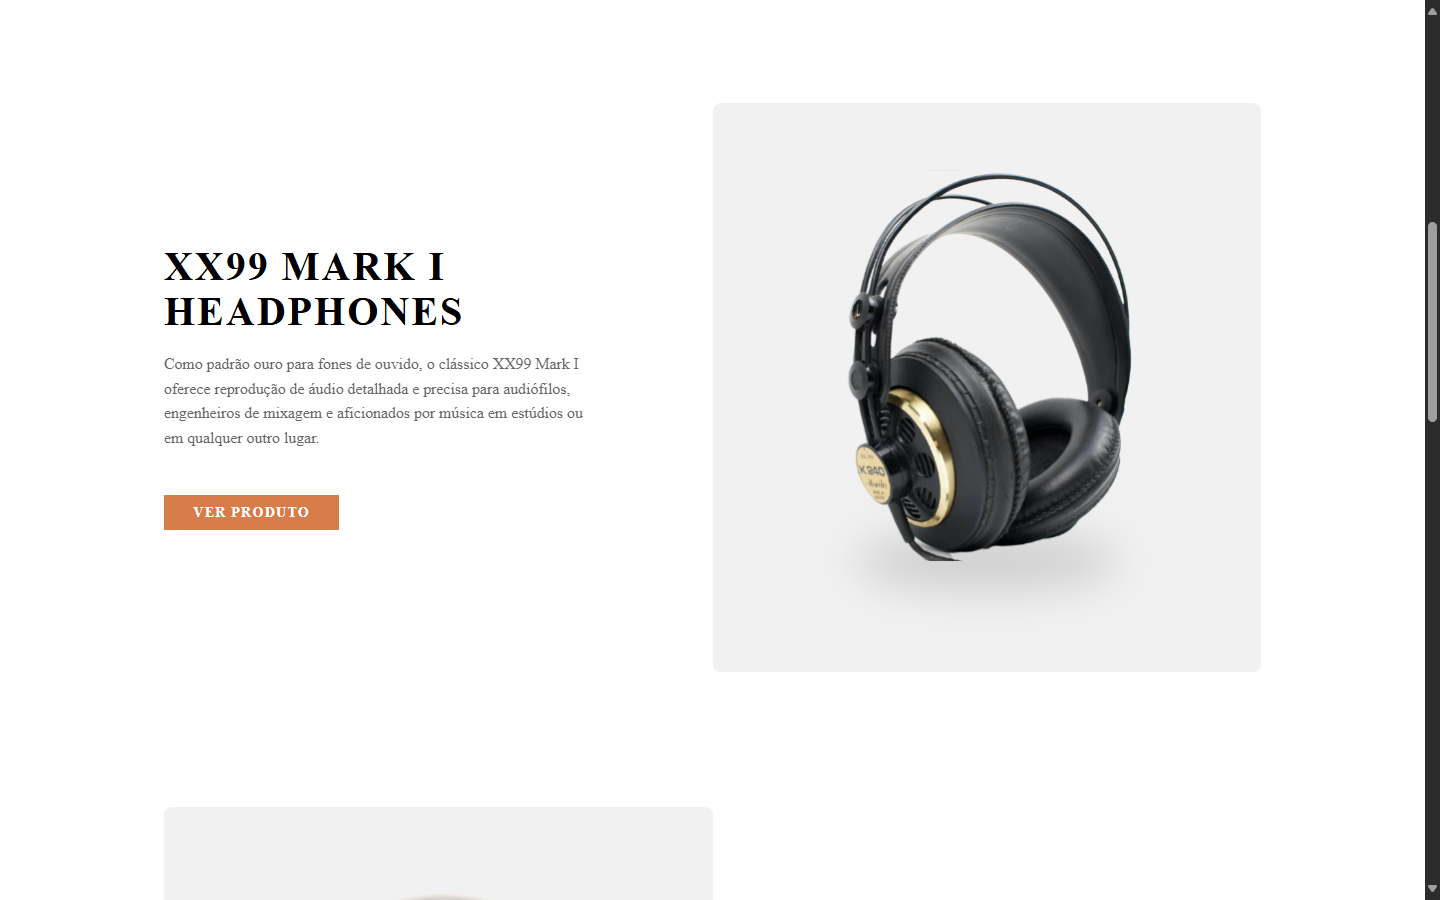 XX99 MARK I
HEADPHONES
Como padrão ouro para fones de ouvido, o clássico XX99 Mark I
oferece reprodução de áudio detalhada e precisa para audiófilos,
engenheiros de mixagem e aficionados por música em estúdios ou
em qualquer outro lugar.
VER PRODUTO
K 240